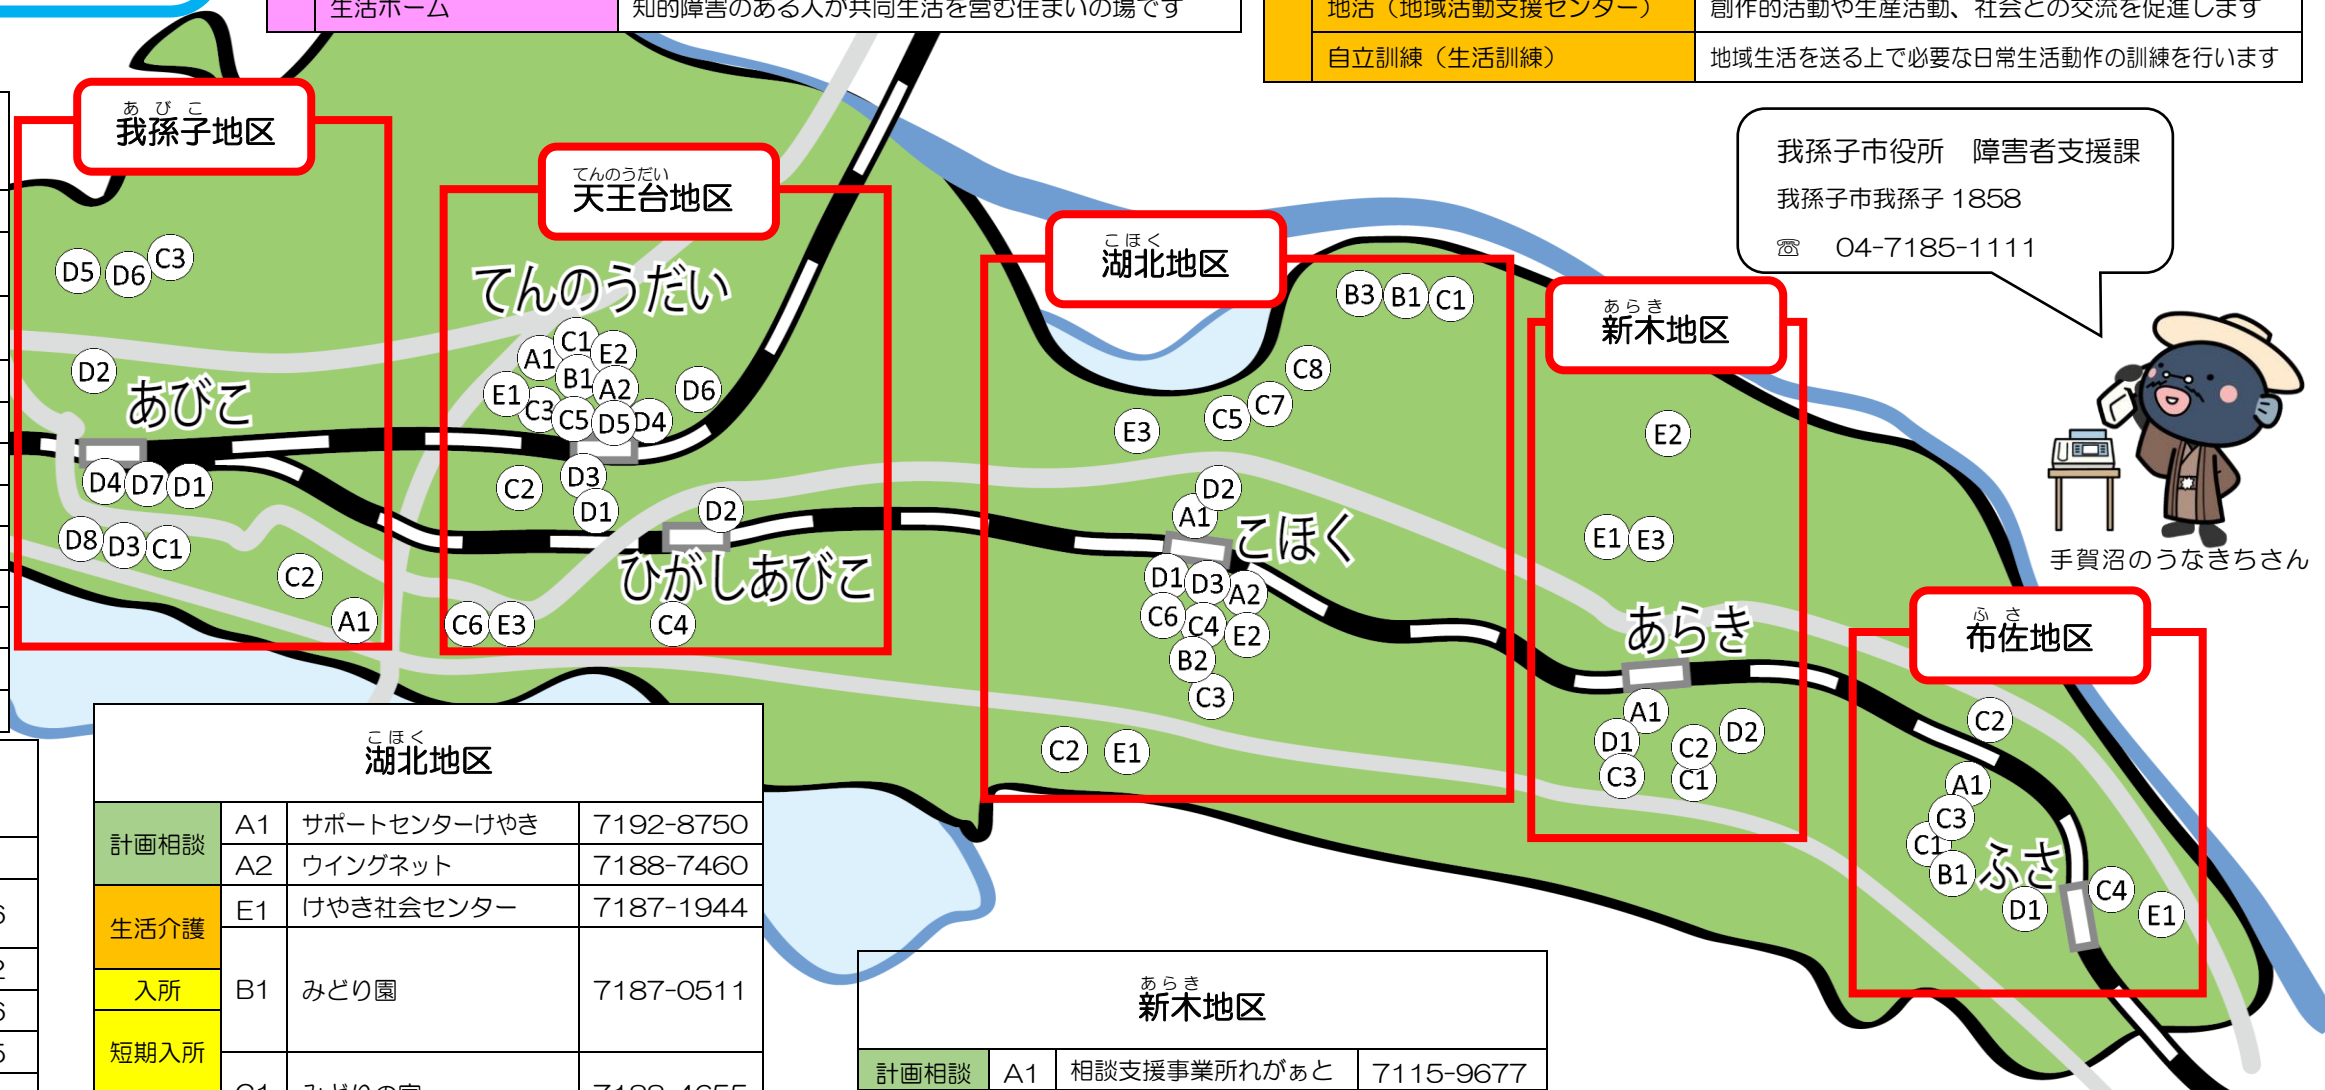 生活ホーム 知的障害のある人が共同生活を営む住まいの場です
地活（地域活動支援センター） 創作的活動や生産活動、社会との交流を促進します
自立訓練（生活訓練） 地域生活を送る上で必要な日常生活動作の訓練を行います
あびこ
我孫子地区
てんのうだい
天王台地区
こほく
湖北地区
あらき
新木地区
ふさ
布佐地区
我孫子市役所　障害者支援課
我孫子市我孫子 1858
☏ 04-7185-1111
手賀沼のうなきちさん
D5 D6 C3
D2
あびこ
D4 D7 D1
D8 D3 C1
C2
A1
てんのうだい
C1
A1 E2
B1
E1 A2 D6
C3 C5 D5 D4
C2 D3
D1
D2
ひがしあびこ
C6 E3 C4
B3 B1 C1
C8
C7
E3 C5
D2
A1
こほく
D1 D3 A2
C6 C4 E2
B2
C3
C2 E1
E2
E1 E3
あらき
A1
D1 C2 D2
C3 C1
C2
A1
C3
C1
B1
ふさ
D1 C4 E1
こほく
湖北地区
計画相談 A1 サポートセンターけやき 7192-8750
A2 ウイングネット 7188-7460
生活介護 E1 けやき社会センター 7187-1944
入所 B1 みどり園 7187-0511
短期入所
あらき
新木地区
計画相談 A1 相談支援事業所れがぁと 7115-9677